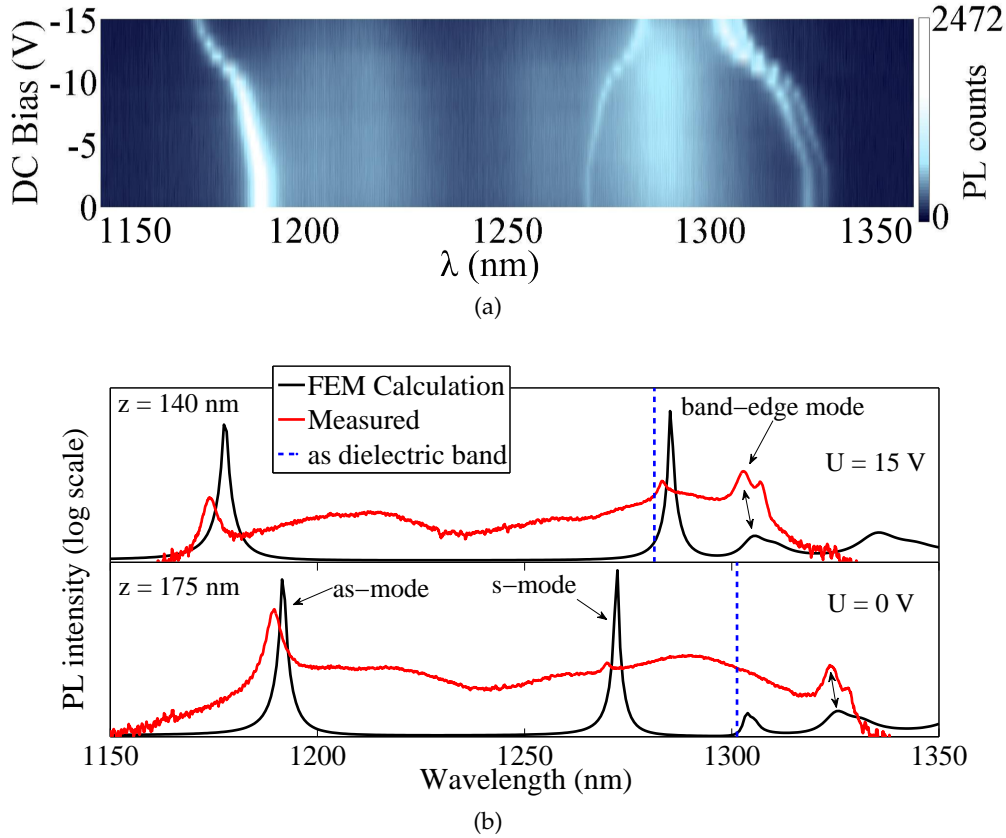 -15
-10
-5
0
DC Bias (V)
1150 1200 1250 1300 1350
λ (nm)
2472
0
PL counts
(a)
FEM Calculation
Measured
as dielectric band
z = 140 nm
band−edge mode
U = 15 V
z = 175 nm
as−mode
s−mode
U = 0 V
PL intensity (log scale)
1150 1200 1250 1300 1350
Wavelength (nm)
(b)